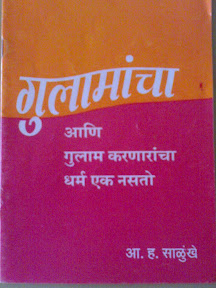 गुलामांचा
आणि
गुलाम करणारांचा
धर्म एक नसतो
आ. ह. साळुंखे